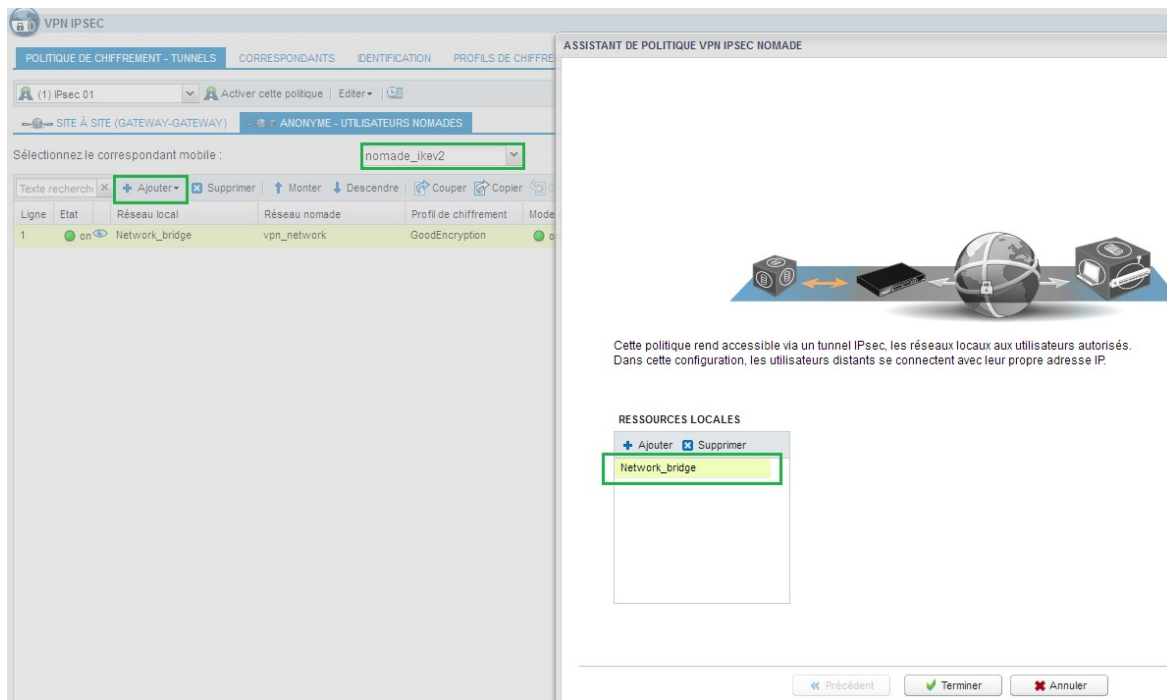 VPN IPSEC
POLITIQUE DE CHIFFREMENT - TUNNELS CORRESPONDANTS IDENTIFICATION PROFILS DE CHIFFRE
(1) IPsec 01 Activer cette politique Editer
SITE À SITE (GATEWAY-GATEWAY) ANONYME - UTILISATEURS NOMADES
Sélectionnez le correspondant mobile : nomade_ikev2
Texte recherch Ajouter Supprimer Monter Descendre Couper Copier
Ligne Etat Réseau local Réseau nomade Profil de chiffrement Mode
1 on Network_bridge vpn_network GoodEncryption o
ASSISTANT DE POLITIQUE VPN IPSEC NOMADE
Cette politique rend accessible via un tunnel IPsec, les réseaux locaux aux utilisateurs autorisés.
Dans cette configuration, les utilisateurs distants se connectent avec leur propre adresse IP.
RESSOURCES LOCALES
Ajouter Supprimer
Network_bridge
Précédent Terminer Annuler